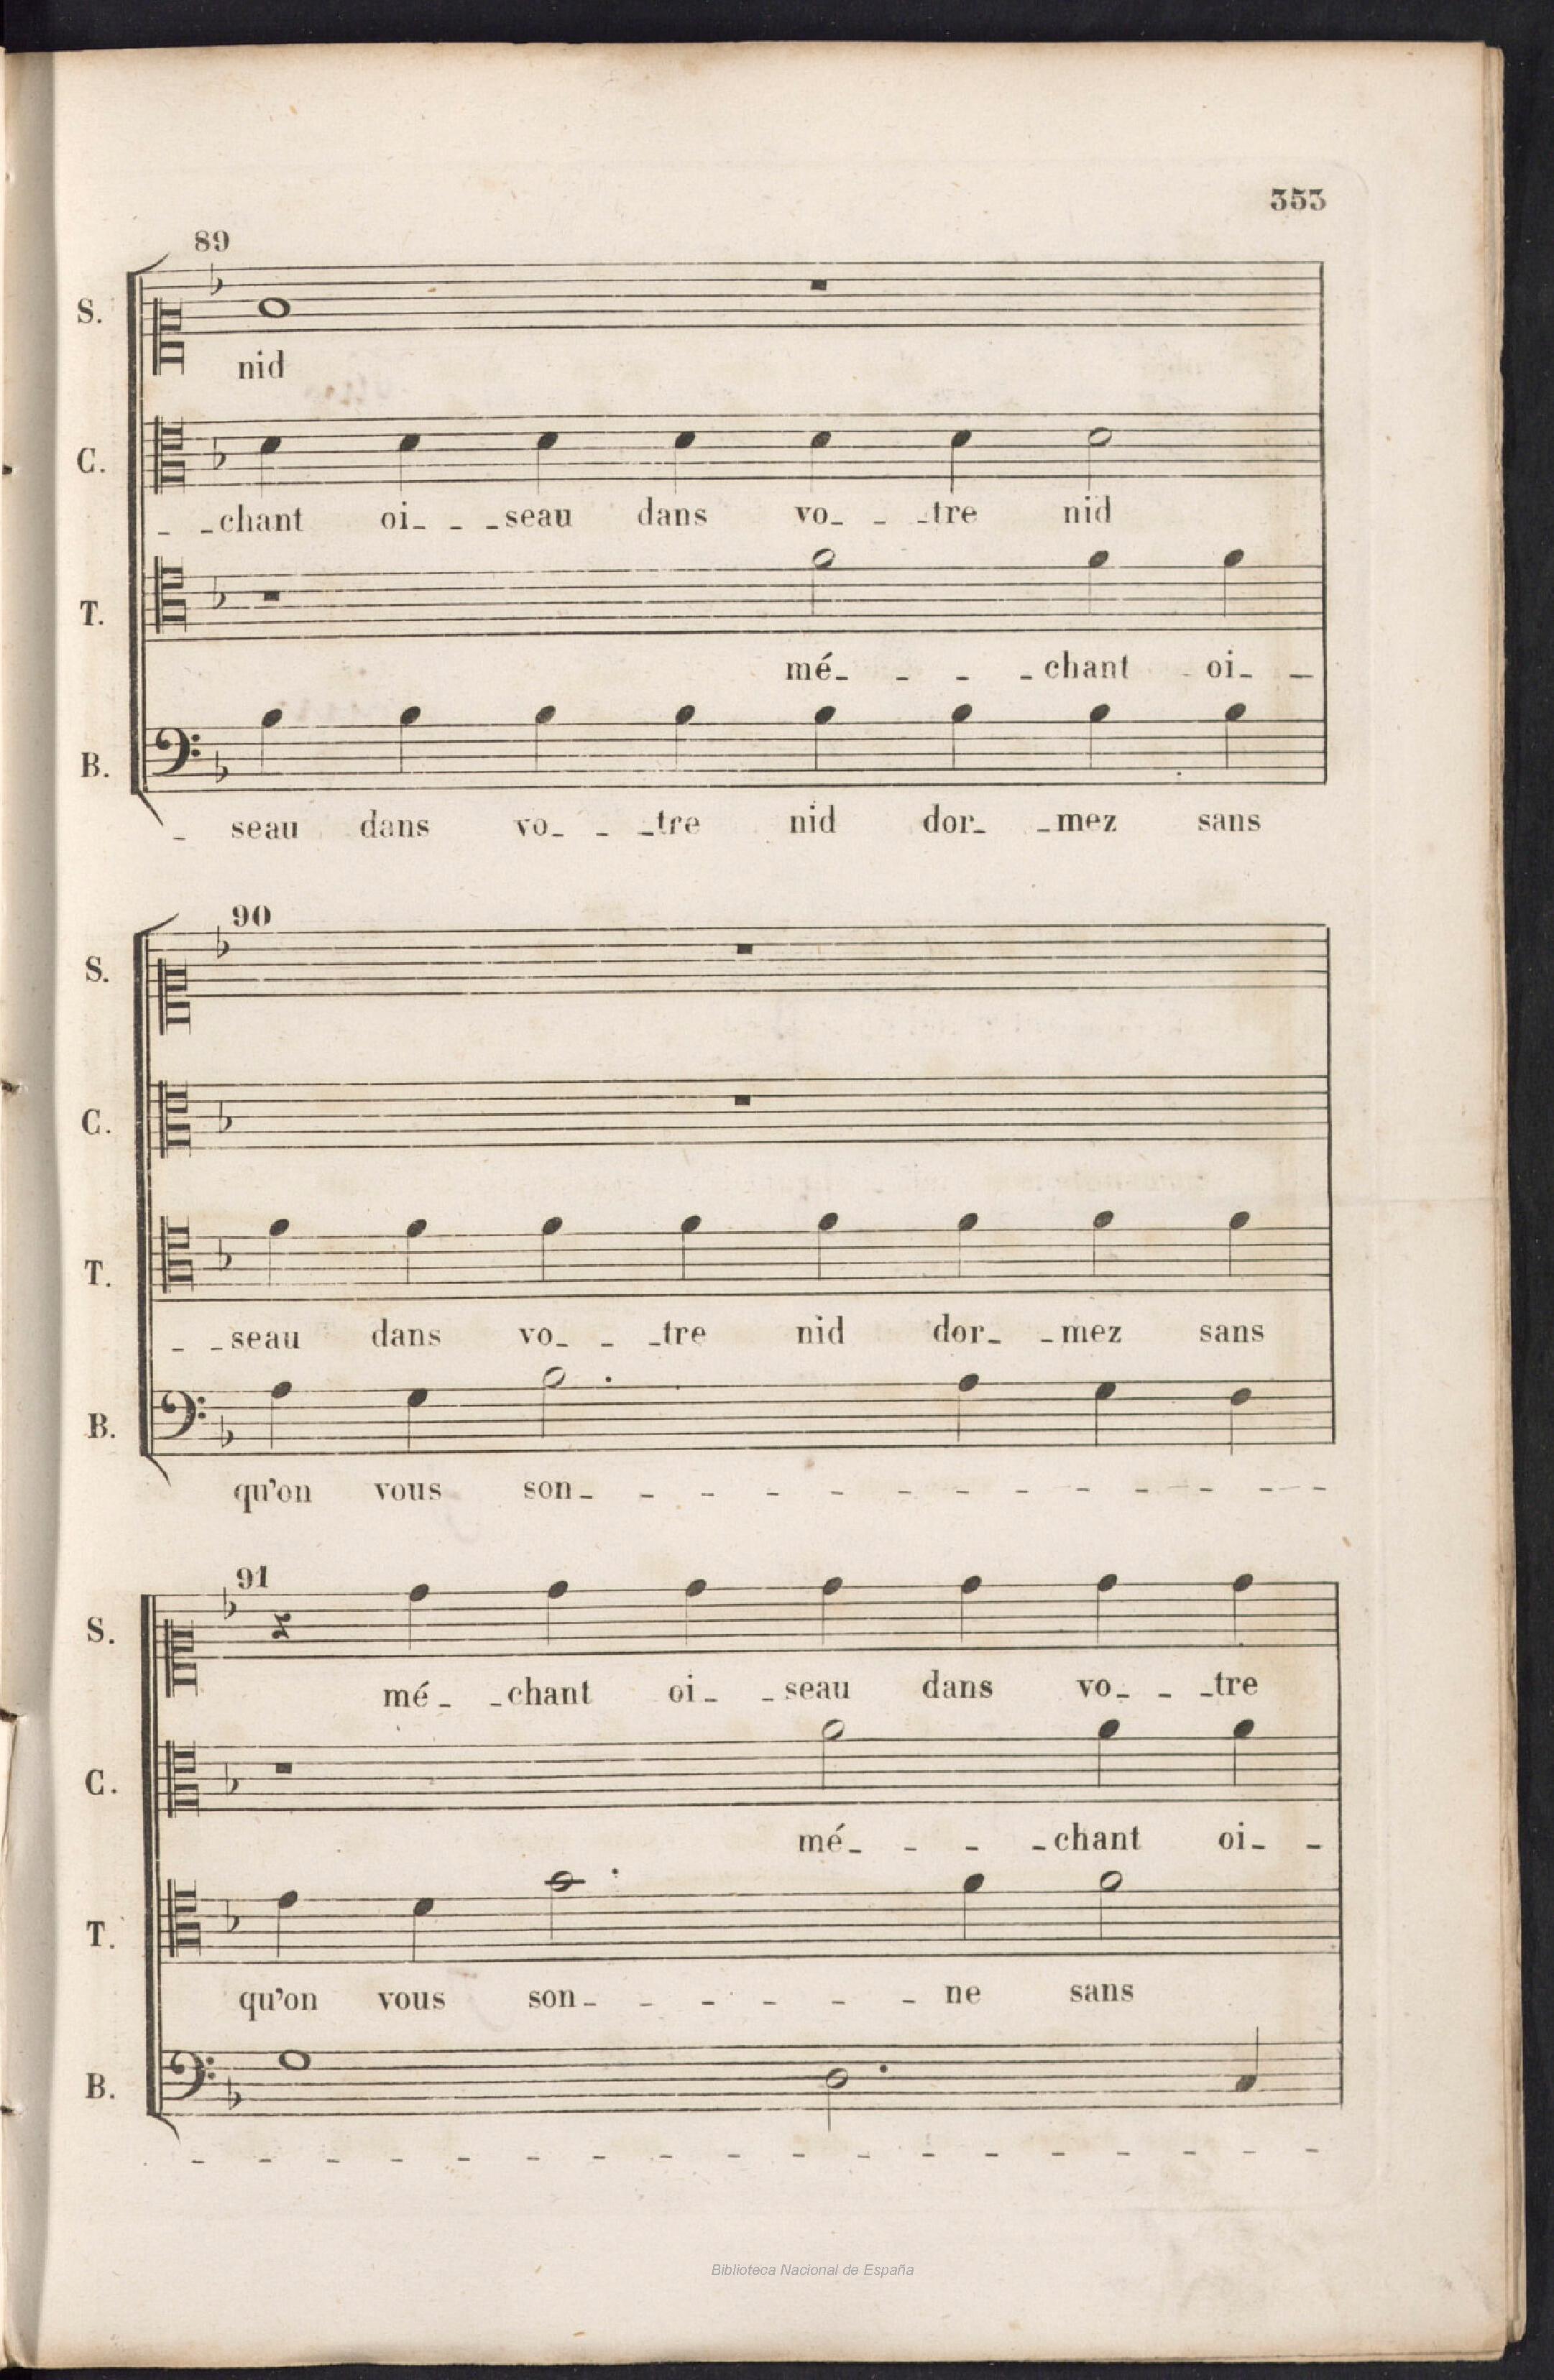 353
89
S.
nid
C.
_ _chant oi_ _ _seau dans vo_ _ _tre nid
T.
mé_ _ _ _chant oi_ _
B.
_ seau dans vo_ _ _tre nid dor_ _mez sans
90
S.
C.
T.
_ _seau dans vo_ _ _tre nid dor_ _mez sans
B.
qu'on vous son_ _ _ _ _ _ _ _ _ _ _ _ _
91
S.
mé_ _chant oi_ _seau dans vo_ _ _tre
C.
mé_ _ _ _chant oi_ _
T.
qu'on vous son_ _ _ _ _ _ ne sans
B.
_ _ _ _ _ _ _ _ _ _ _ _ _ _ _ _ _ _
Biblioteca Nacional de España